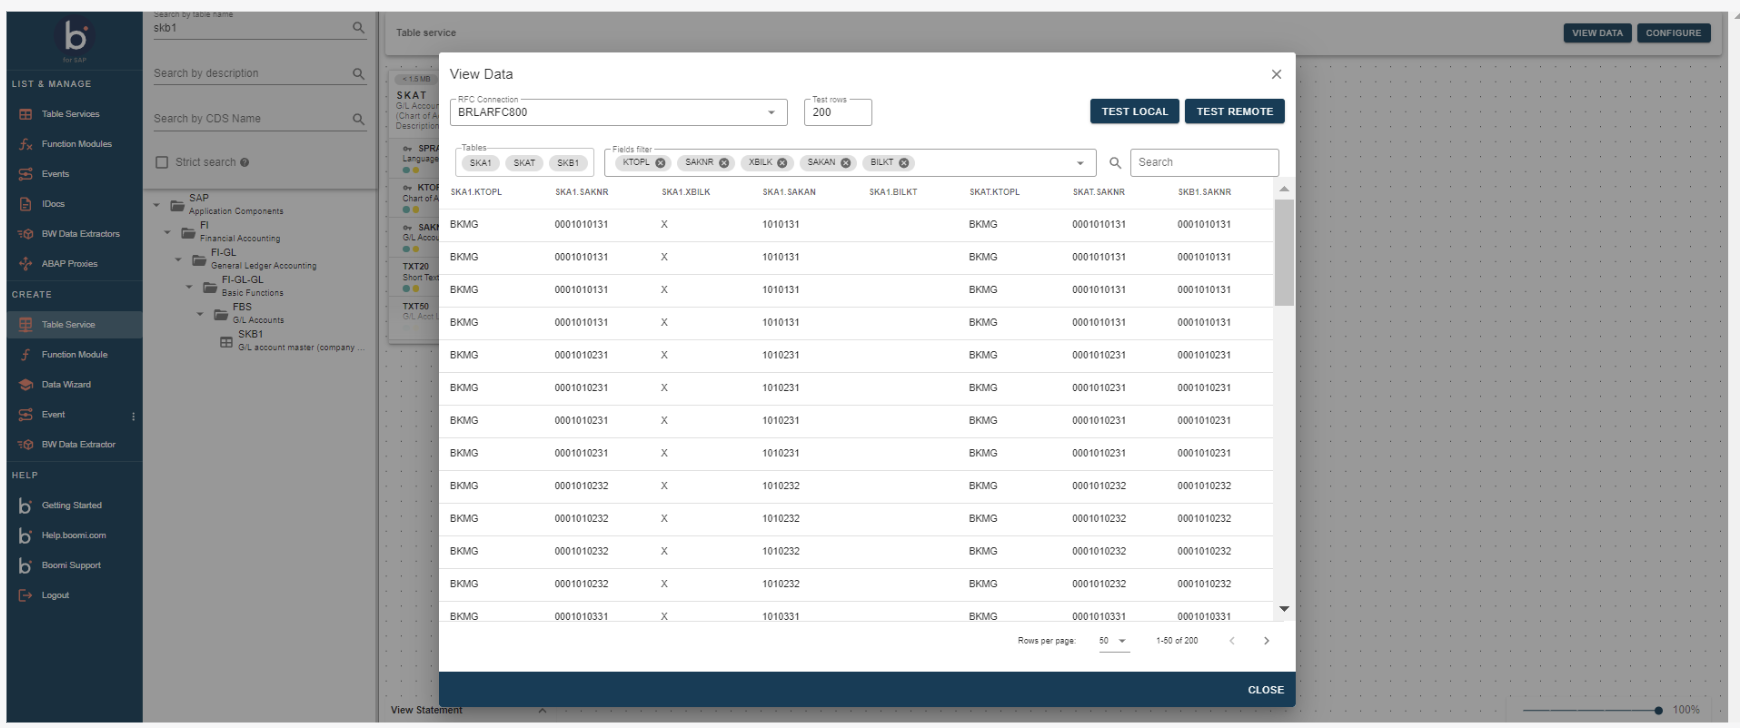 for SAP
LIST & MANAGE
Table Services
Function Modules
Events
IDocs
BW Data Extractors
ABAP Proxies
CREATE
Table Service
Function Module
Data Wizard
Event
BW Data Extractor
HELP
Getting Started
Help.boomi.com
Boomi Support
Logout
Search by table name
skb1
Search by description
Search by CDS Name
Strict search
SAP
Application Components
FI
Financial Accounting
FI-GL
General Ledger Accounting
FI-GL-GL
Basic Functions
FBS
G/L Accounts
SKB1
G/L account master (company ...
Table service
VIEW DATA
CONFIGURE
< 1.5 MB
SKAT
G/L Accoun
(Chart of A
Description
SPRA
Language
KTOP
Chart of A
SAKN
G/L Accou
TXT20
Short Text
TXT50
G/L Acct L
View Statement
100%
View Data
RFC Connection
BRLARFC800
Test rows
200
TEST LOCAL
TEST REMOTE
Tables
SKA1 SKAT SKB1
Fields filter
KTOPL SAKNR XBILK SAKAN BILKT
Search
SKA1.KTOPL SKA1.SAKNR SKA1.XBILK SKA1.SAKAN SKA1.BILKT SKAT.KTOPL SKAT.SAKNR SKB1.SAKNR
BKMG 0001010131 X 1010131 BKMG 0001010131 0001010131
BKMG 0001010131 X 1010131 BKMG 0001010131 0001010131
BKMG 0001010131 X 1010131 BKMG 0001010131 0001010131
BKMG 0001010131 X 1010131 BKMG 0001010131 0001010131
BKMG 0001010231 X 1010231 BKMG 0001010231 0001010231
BKMG 0001010231 X 1010231 BKMG 0001010231 0001010231
BKMG 0001010231 X 1010231 BKMG 0001010231 0001010231
BKMG 0001010231 X 1010231 BKMG 0001010231 0001010231
BKMG 0001010232 X 1010232 BKMG 0001010232 0001010232
BKMG 0001010232 X 1010232 BKMG 0001010232 0001010232
BKMG 0001010232 X 1010232 BKMG 0001010232 0001010232
BKMG 0001010232 X 1010232 BKMG 0001010232 0001010232
BKMG 0001010331 X 1010331 BKMG 0001010331 0001010331
Rows per page: 50 1-50 of 200
CLOSE